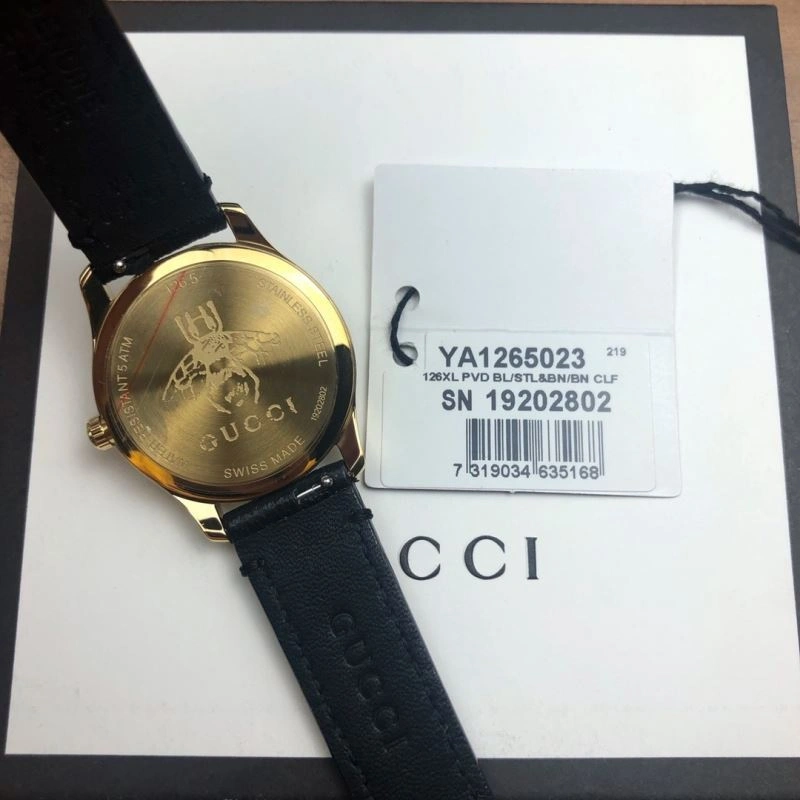 GENUINE
126.5
STAINLESS STEEL
WATER RESISTANT 5 ATM
19202802
GUCCI
SWISS MADE
YA1265023 219
126XL PVD BL/STL&BN/BN CLF
SN 19202802
7 319034 635168
CCI
GUCCI